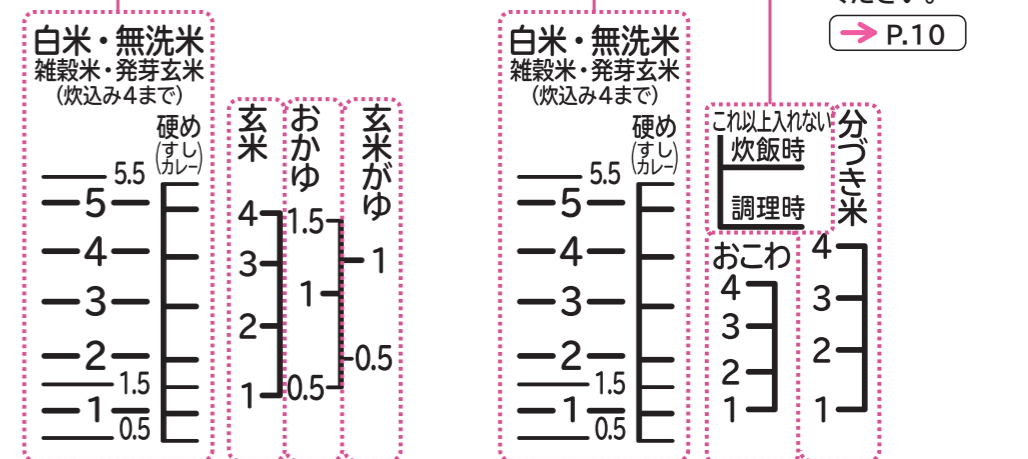 ください。
→ P.10
白米・無洗米
雑穀米・発芽玄米
(炊込み4まで)
硬め
(すし
カレー)
5.5
5
4
3
2
1.5
1
0.5
玄米
4
3
2
1
おかゆ
1.5
1
0.5
玄米がゆ
1
0.5
白米・無洗米
雑穀米・発芽玄米
(炊込み4まで)
硬め
(すし
カレー)
5.5
5
4
3
2
1.5
1
0.5
これ以上入れない
炊飯時
調理時
おこわ
4
3
2
1
分づき米
4
3
2
1